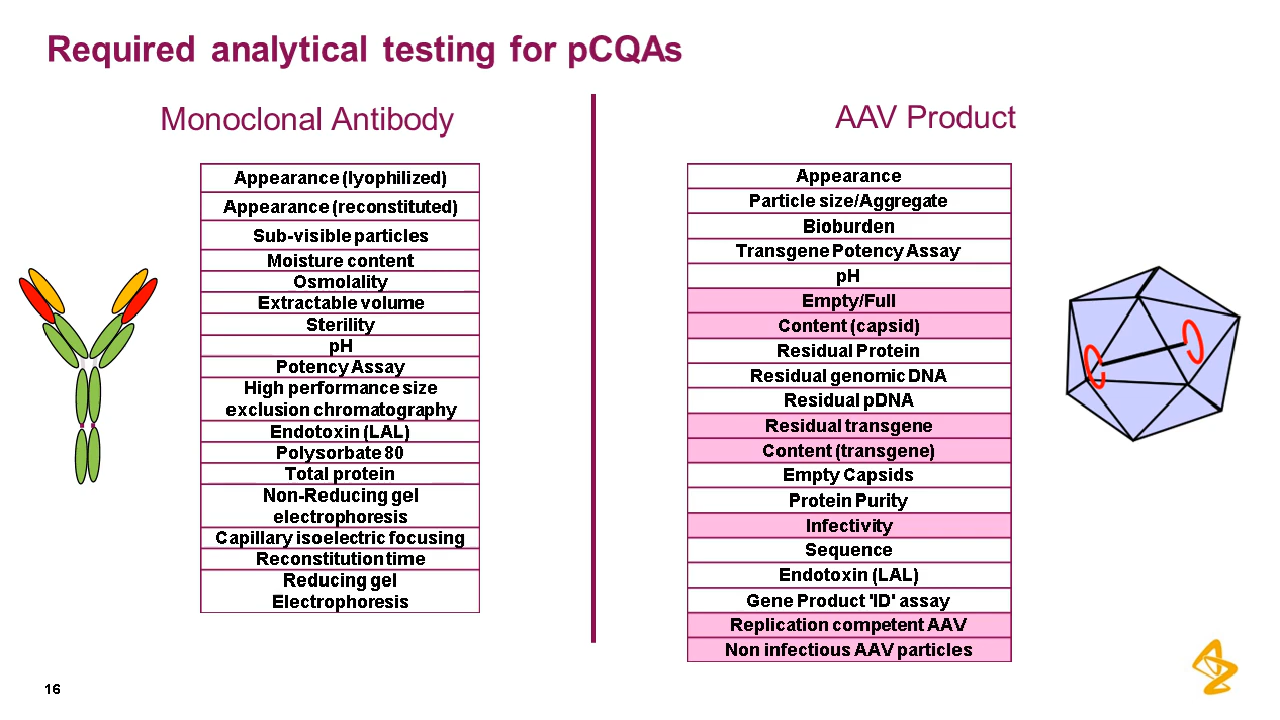 Required analytical testing for pCQAs
Monoclonal Antibody
Appearance (lyophilized)
Appearance (reconstituted)
Sub-visible particles
Moisture content
Osmolality
Extractable volume
Sterility
pH
Potency Assay
High performance size
exclusion chromatography
Endotoxin (LAL)
Polysorbate 80
Total protein
Non-Reducing gel
electrophoresis
Capillary isoelectric focusing
Reconstitution time
Reducing gel
Electrophoresis
AAV Product
Appearance
Particle size/Aggregate
Bioburden
Transgene Potency Assay
pH
Empty/Full
Content (capsid)
Residual Protein
Residual genomic DNA
Residual pDNA
Residual transgene
Content (transgene)
Empty Capsids
Protein Purity
Infectivity
Sequence
Endotoxin (LAL)
Gene Product 'ID' assay
Replication competent AAV
Non infectious AAV particles
16